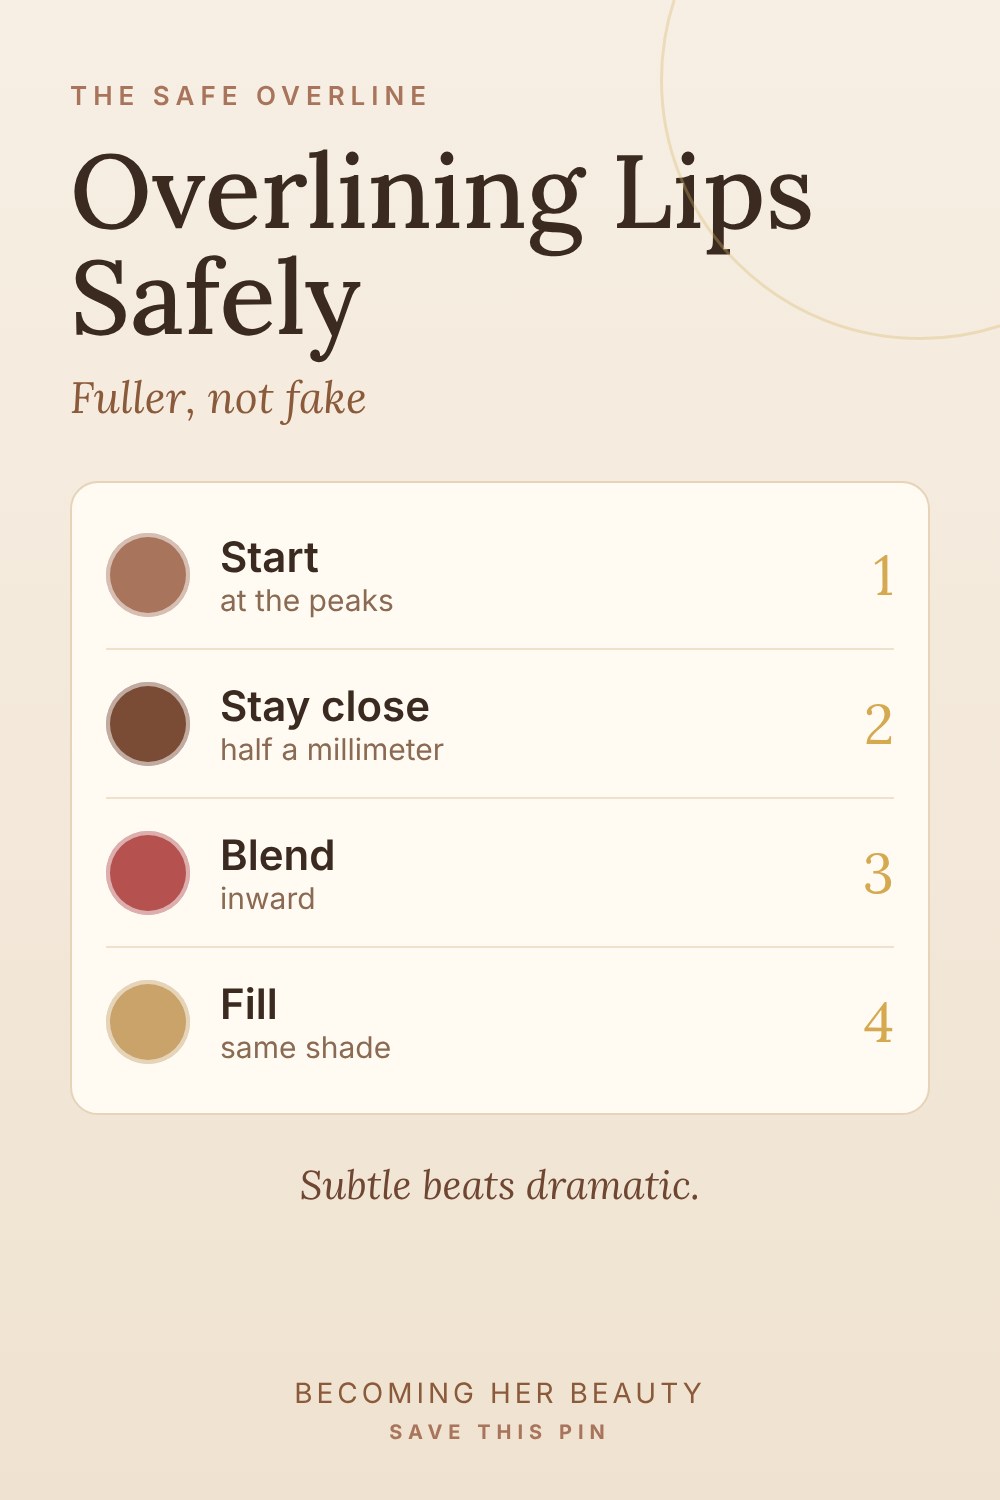 THE SAFE OVERLINE
Overlining Lips
Safely
Fuller, not fake
Start
at the peaks
1
Stay close
half a millimeter
2
Blend
inward
3
Fill
same shade
4
Subtle beats dramatic.
BECOMING HER BEAUTY
SAVE THIS PIN